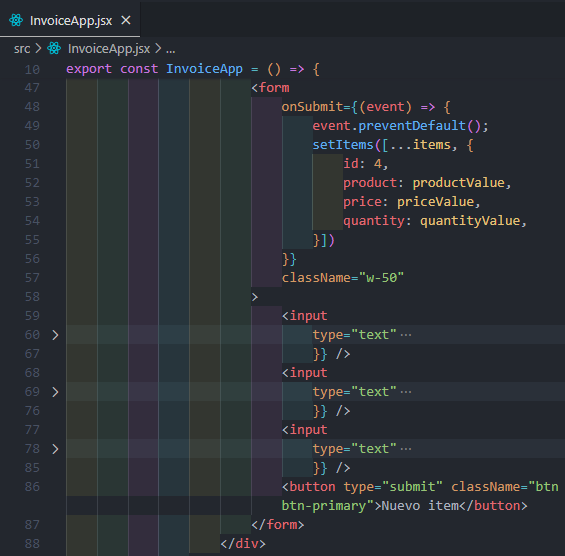 InvoiceApp.jsx ×
src > InvoiceApp.jsx > ...
10 export const InvoiceApp = () => {
47 <form
48 onSubmit={(event) => {
49 event.preventDefault();
50 setItems([...items, {
51 id: 4,
52 product: productValue,
53 price: priceValue,
54 quantity: quantityValue,
55 }])
56 }}
57 className="w-50"
58 >
59 <input
60 > type="text" ...
67 }} />
68 <input
69 > type="text" ...
76 }} />
77 <input
78 > type="text" ...
85 }} />
86 <button type="submit" className="btn
btn-primary">Nuevo item</button>
87 </form>
88 </div>